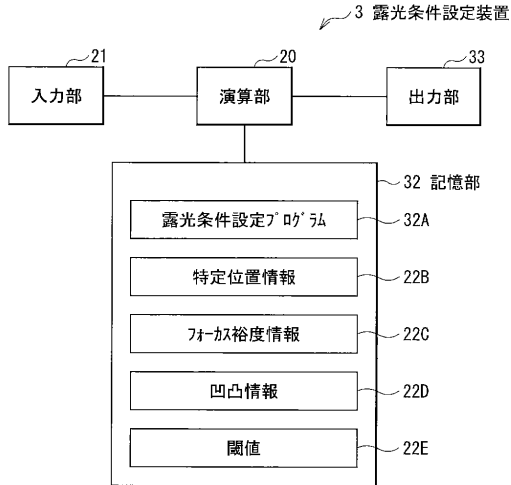 3 露光条件設定装置
21
20
33
入力部
演算部
出力部
32 記憶部
露光条件設定プログラム
32A
特定位置情報
22B
フォーカス裕度情報
22C
凹凸情報
22D
閾値
22E